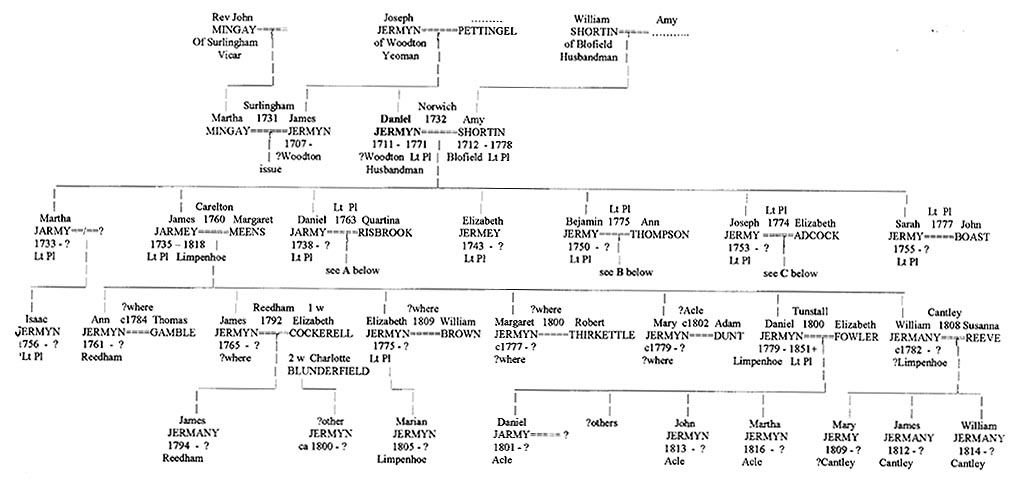 Rev John Joseph William Amy
MINGAY===== JERMYN=====PETTINGEL SHORTIN===== ............
Of Surlingham of Woodton of Blofield
Vicar Yeoman Husbandman
Surlingham Norwich
Martha 1731 James Daniel 1732 Amy
MINGAY=====JERMYN JERMYN=====SHORTIN
1707 - 1711 - 1771 1712 - 1778
?Woodton ?Woodton Lt Pl Blofield Lt Pl
issue Husbandman
Carelton Lt Pl Lt Pl Lt Pl Lt Pl
Martha James 1760 Margaret Daniel 1763 Quartina Elizabeth Bejamin 1775 Ann Joseph 1774 Elizabeth Sarah 1777 John
JARMY ==/==? JARMEY=====MEENS JARMY=====RISBROOK JERMEY JERMY=====THOMPSON JERMY=====ADCOCK JERMY=====BOAST
1733 - ? 1735 – 1818 1738 - ? 1743 - ? 1750 - ? 1753 - ? 1755 - ?
Lt Pl Lt Pl Limpenhoe Lt Pl Lt Pl Lt Pl Lt Pl Lt Pl
see A below see B below see C below
?where Reedham 1 w ?where ?where ?Acle Tunstall Cantley
Isaac Ann c1784 Thomas James 1792 Elizabeth Elizabeth 1809 William Margaret 1800 Robert Mary c1802 Adam Daniel 1800 Elizabeth William 1808 Susanna
JERMYN JERMYN=====GAMBLE JERMYN=====COCKERELL JERMYN=====BROWN JERMYN=====THIRKETTLE JERMYN=====DUNT JERMYN=====FOWLER JERMANY=====REEVE
c756 - ? 1761 - ? 1765 - ? 1775 - ? c1777 - ? c1779 - ? 1779 - 1851+ c1782 - ?
Lt Pl Reedham ?where 2 w Charlotte Lt Pl ?where ?where Limpenhoe Lt Pl ?Limpenhoe
BLUNDERFIELD
James ?other Marian Daniel ?others John Martha Mary James William
JERMANY JERMYN JERMYN JARMY===== ? JERMYN JERMYN JERMY JERMANY JERMANY
1794 - ? ca 1800 - ? 1805 - ? 1801 - ? 1813 - ? 1816 - ? 1809 - ? 1812 - ? 1814 - ?
Reedham Limpenhoe Acle Acle Acle ?Cantley Cantley Cantley